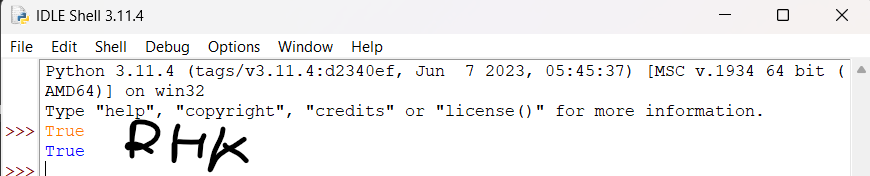 IDLE Shell 3.11.4
File Edit Shell Debug Options Window Help
Python 3.11.4 (tags/v3.11.4:d2340ef, Jun  7 2023, 05:45:37) [MSC v.1934 64 bit (
AMD64)] on win32
Type "help", "copyright", "credits" or "license()" for more information.
>>> True
True
RHK
>>>